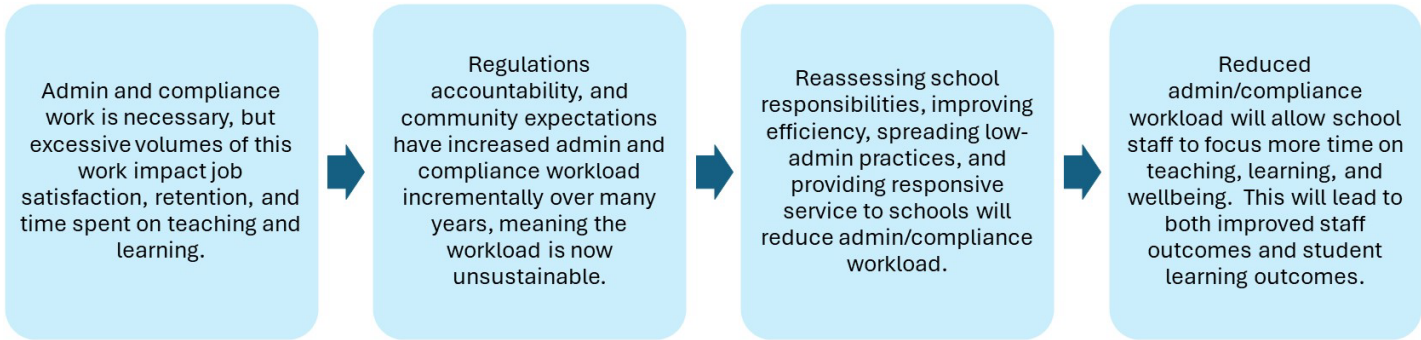 Admin and compliance
work is necessary, but
excessive volumes of this
work impact job
satisfaction, retention, and
time spent on teaching and
learning.
Regulations
accountability, and
community expectations
have increased admin and
compliance workload
incrementally over many
years, meaning the
workload is now
unsustainable.
Reassessing school
responsibilities, improving
efficiency, spreading low-
admin practices, and
providing responsive
service to schools will
reduce admin/compliance
workload.
Reduced
admin/compliance
workload will allow school
staff to focus more time on
teaching, learning, and
wellbeing. This will lead to
both improved staff
outcomes and student
learning outcomes.